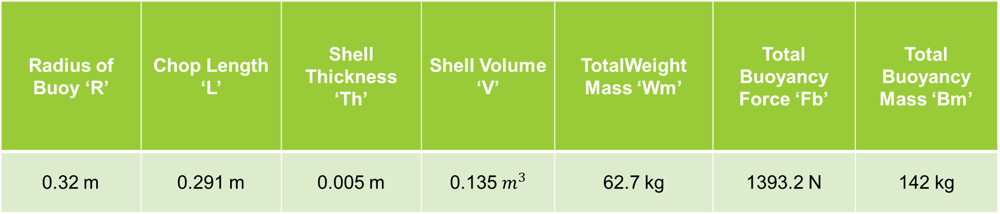 Radius of
Buoy ‘R’
Chop Length
‘L’
Shell
Thickness
‘Th’
Shell Volume
‘V’
TotalWeight
Mass ‘Wm’
Total
Buoyancy
Force ‘Fb’
Total
Buoyancy
Mass ‘Bm’
0.32 m
0.291 m
0.005 m
0.135 m³
62.7 kg
1393.2 N
142 kg